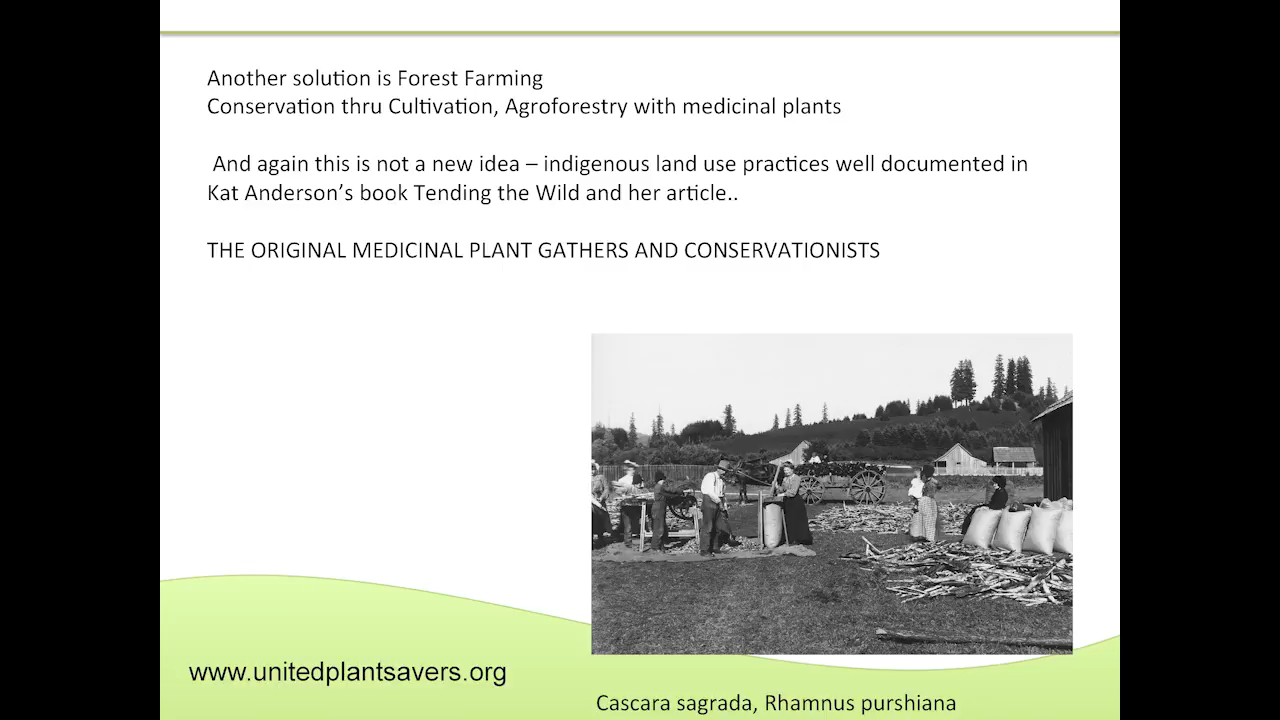 Another solution is Forest Farming
Conservation thru Cultivation, Agroforestry with medicinal plants
And again this is not a new idea – indigenous land use practices well documented in
Kat Anderson’s book Tending the Wild and her article..
THE ORIGINAL MEDICINAL PLANT GATHERS AND CONSERVATIONISTS
www.unitedplantsavers.org
Cascara sagrada, Rhamnus purshiana